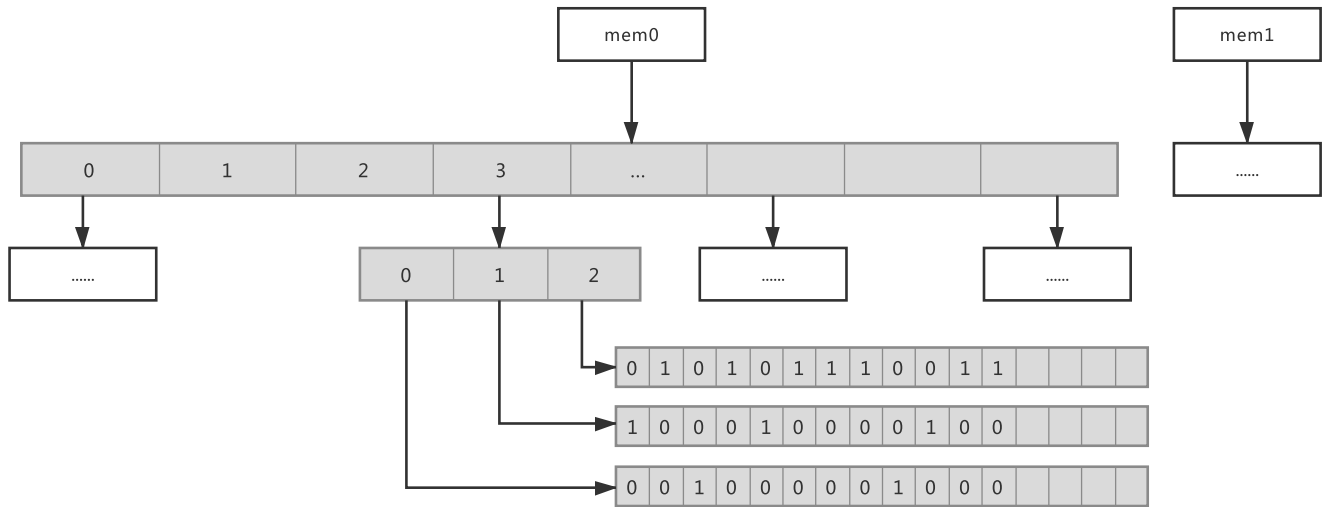 mem0 mem1
0 1 2 3 ... ......
...... 0 1 2 ...... ......
0 1 0 1 0 1 1 1 0 0 1 1
1 0 0 0 1 0 0 0 0 1 0 0
0 0 1 0 0 0 0 0 1 0 0 0